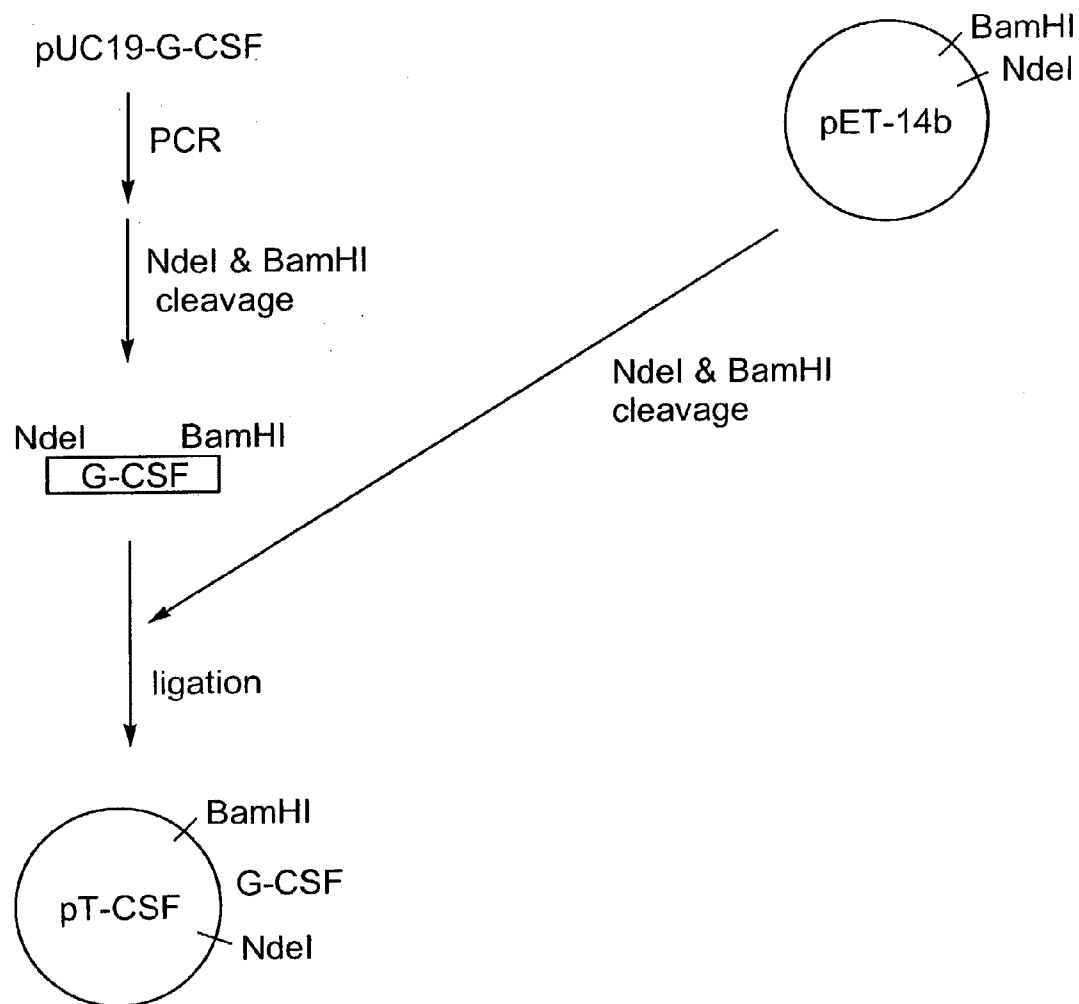 pUC19-G-CSF
PCR
NdeI & BamHI
cleavage
NdeI BamHI
G-CSF
BamHI
NdeI
pET-14b
NdeI & BamHI
cleavage
ligation
BamHI
G-CSF
pT-CSF
NdeI